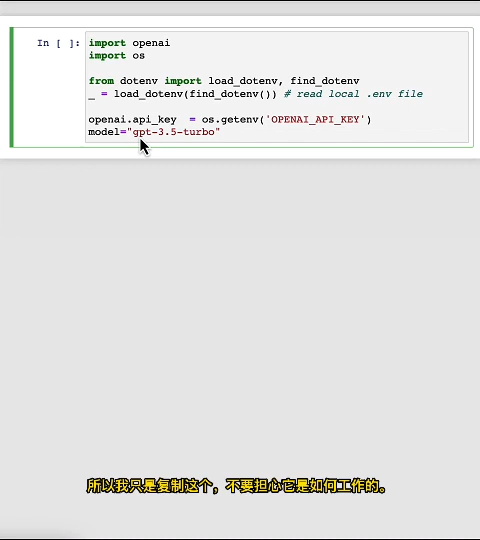 In [ ]: import openai
import os
from dotenv import load_dotenv, find_dotenv
_ = load_dotenv(find_dotenv()) # read local .env file
openai.api_key  = os.getenv('OPENAI_API_KEY')
model="gpt-3.5-turbo"
所以我只是复制这个，不要担心它是如何工作的。